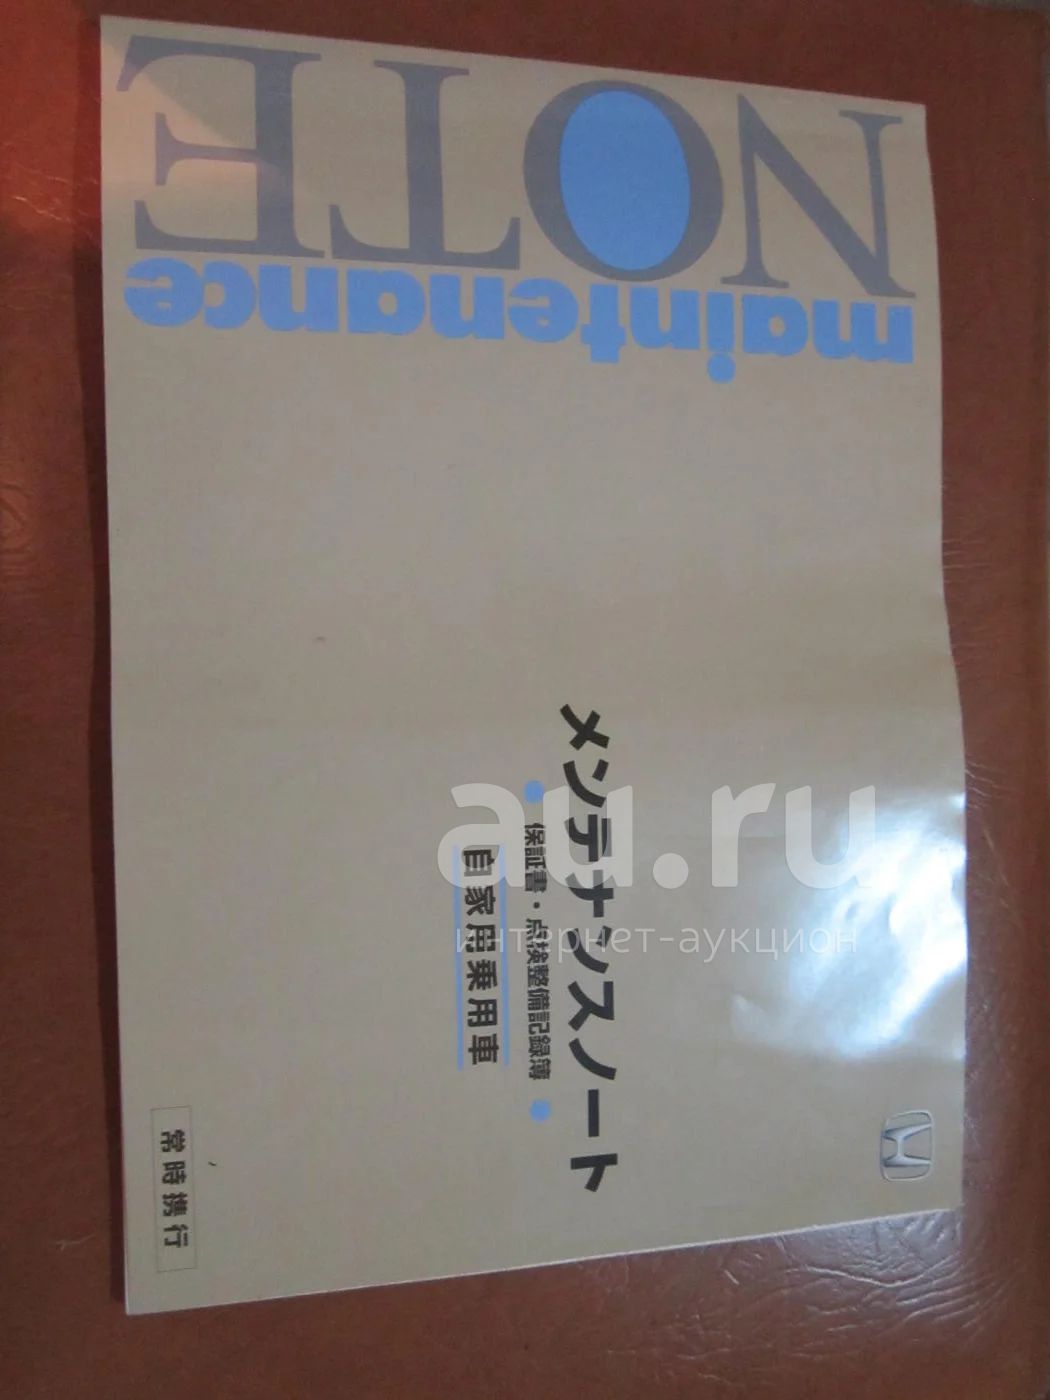 maintenance
NOTE
メンテナンスノート
保証書・点検整備記録簿
自家用乗用車
常時携行
au.ru
интернет-аукцион